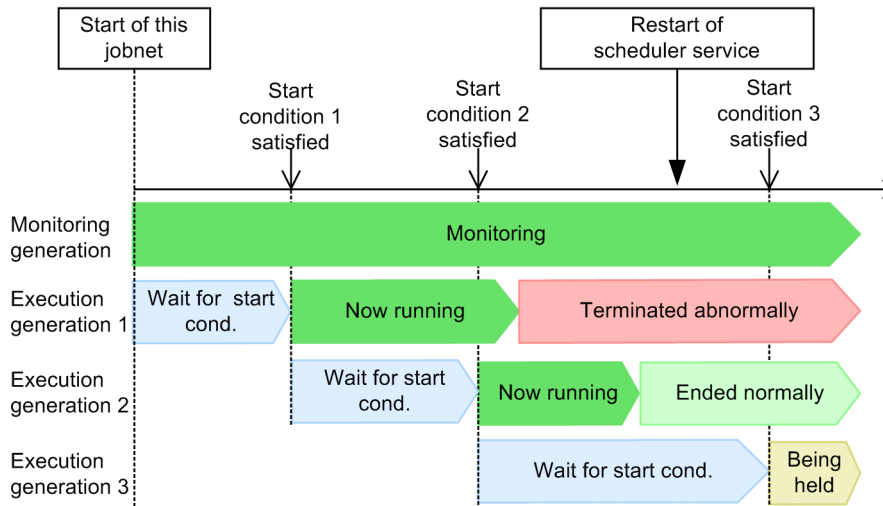 Start of this
jobnet
Restart of
scheduler service
Start
condition 1
satisfied
Start
condition 2
satisfied
Start
condition 3
satisfied
Monitoring
generation
Monitoring
Execution
generation 1
Wait for start
cond.
Now running
Terminated abnormally
Execution
generation 2
Wait for start
cond.
Now running
Ended normally
Execution
generation 3
Wait for start cond.
Being
held